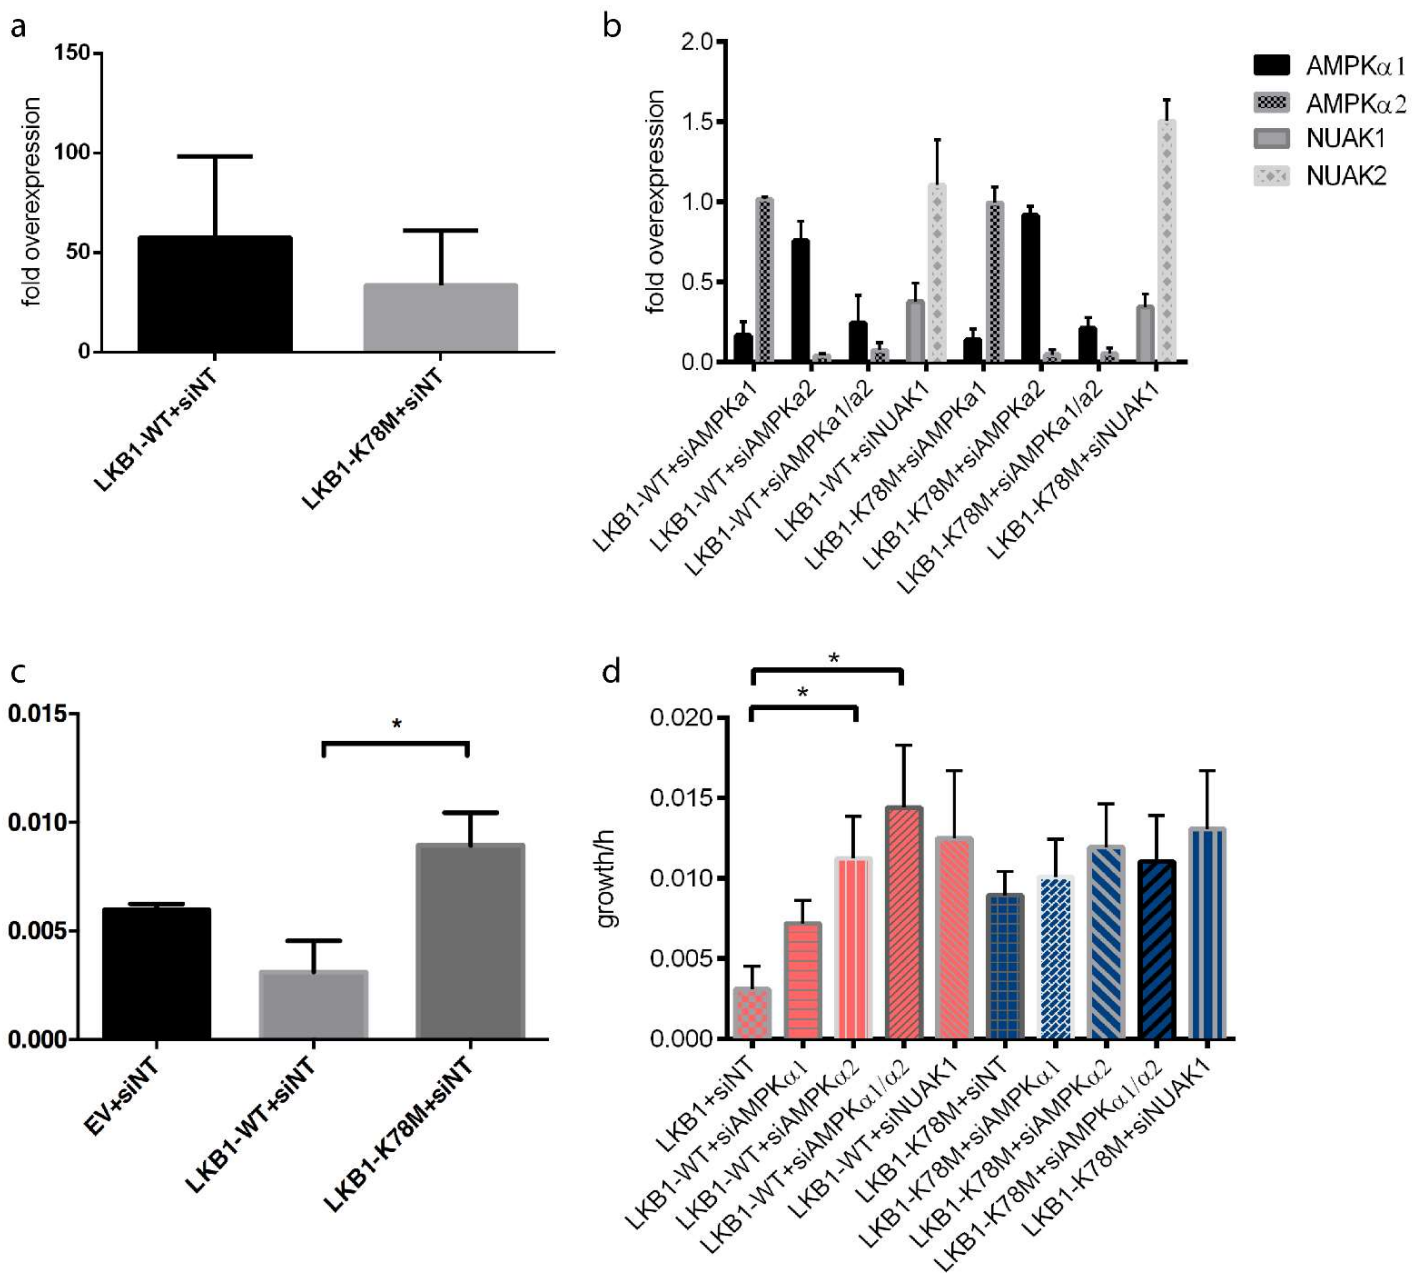 a
fold overexpression
150
100
50
0
LKB1-WT+siNT
LKB1-K78M+siNT
b
fold overexpression
2.0
1.5
1.0
0.5
0.0
LKB1-WT+siAMPKa1
LKB1-WT+siAMPKa2
LKB1-WT+siAMPKa1/a2
LKB1-WT+siNUAK1
LKB1-K78M+siAMPKa1
LKB1-K78M+siAMPKa2
LKB1-K78M+siAMPKa1/a2
LKB1-K78M+siNUAK1
AMPKα1
AMPKα2
NUAK1
NUAK2
c
0.015
0.010
0.005
0.000
*
EV+siNT
LKB1-WT+siNT
LKB1-K78M+siNT
d
*
*
growth/h
0.020
0.015
0.010
0.005
0.000
LKB1+siNT
LKB1-WT+siAMPKα1
LKB1-WT+siAMPKα2
LKB1-WT+siAMPKα1/α2
LKB1-WT+siNUAK1
LKB1-K78M+siNT
LKB1-K78M+siAMPKα1
LKB1-K78M+siAMPKα2
LKB1-K78M+siAMPKα1/α2
LKB1-K78M+siNUAK1